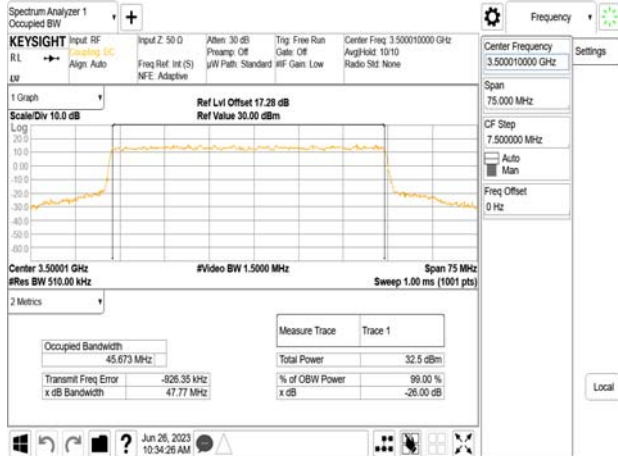 Spectrum Analyzer 1
Occupied BW
+
Frequency
KEYSIGHT
RL
LXI
Input: RF
Coupling: DC
Align: Auto
Input Z: 50 Ω
Freq Ref: Int (S)
NFE: Adaptive
Atten: 30 dB
Preamp: Off
µW Path: Standard
Trig: Free Run
Gate: Off
#IF Gain: Low
Center Freq: 3.500010000 GHz
Avg|Hold: 10/10
Radio Std: None
Center Frequency
3.500010000 GHz
Settings
Span
75.000 MHz
CF Step
7.500000 MHz
Auto
Man
Freq Offset
0 Hz
Local
1 Graph
Scale/Div 10.0 dB
Ref Lvl Offset 17.28 dB
Ref Value 30.00 dBm
Log
20.0
10.0
0.00
-10.0
-20.0
-30.0
-40.0
-50.0
-60.0
Center 3.50001 GHz
#Res BW 510.00 kHz
#Video BW 1.5000 MHz
Span 75 MHz
Sweep 1.00 ms (1001 pts)
2 Metrics
Measure Trace Trace 1
Occupied Bandwidth
45.673 MHz
Total Power 32.5 dBm
Transmit Freq Error -926.35 kHz
% of OBW Power 99.00 %
x dB Bandwidth 47.77 MHz
x dB -26.00 dB
?
Jun 26, 2023
10:34:26 AM